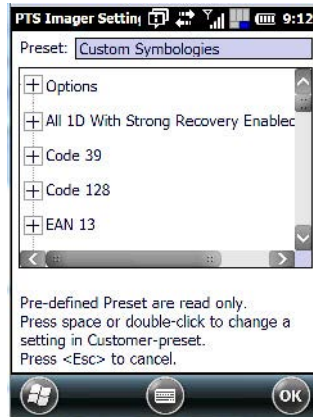 PTS Imager Settin 9:12
Preset: Custom Symbologies
Options
All 1D With Strong Recovery Enablec
Code 39
Code 128
EAN 13
Pre-defined Preset are read only.
Press space or double-click to change a
setting in Customer-preset.
Press <Esc> to cancel.
OK